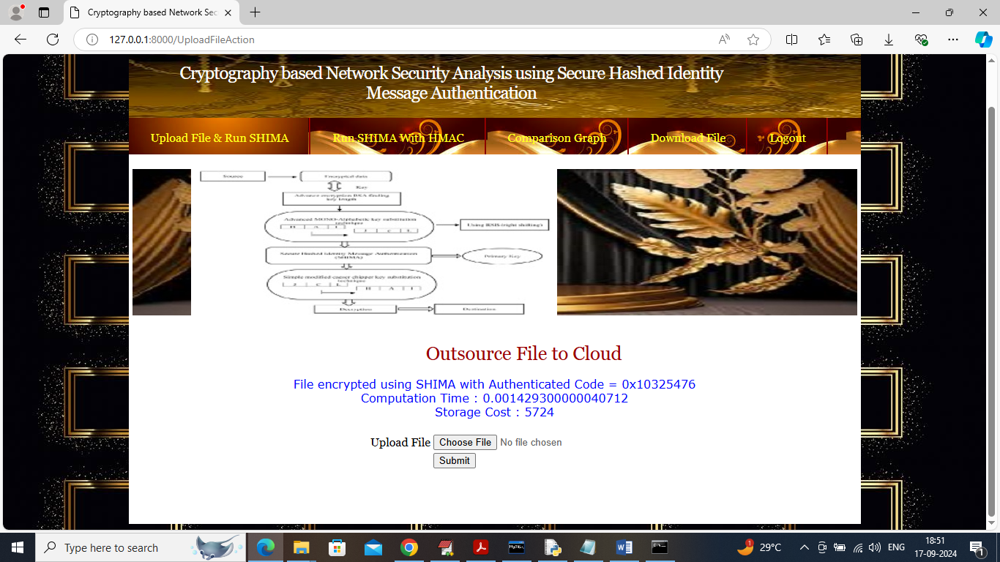 Cryptography based Network Sec
127.0.0.1:8000/UploadFileAction
Cryptography based Network Security Analysis using Secure Hashed Identity
Message Authentication
Upload File & Run SHIMA
Run SHIMA With HMAC
Comparison Graph
Download File
Logout
Source
Encrypted data
Key
Advance encryption RSA finding
key length
Advanced MONO-Alphabetic key substitution
technique
H A I
J C L
Using RSB(right shifting)
Secure Hashed identity Message Authentication
(SHIMA)
Primary Key
Simple modified caeser chipper key substitution
technique
J C L
H A I
Decryption
Destination
Outsource File to Cloud
File encrypted using SHIMA with Authenticated Code = 0x10325476
Computation Time : 0.001429300000040712
Storage Cost : 5724
Upload File Choose File No file chosen
Submit
Type here to search
1
29°C
ENG
18:51
17-09-2024
1